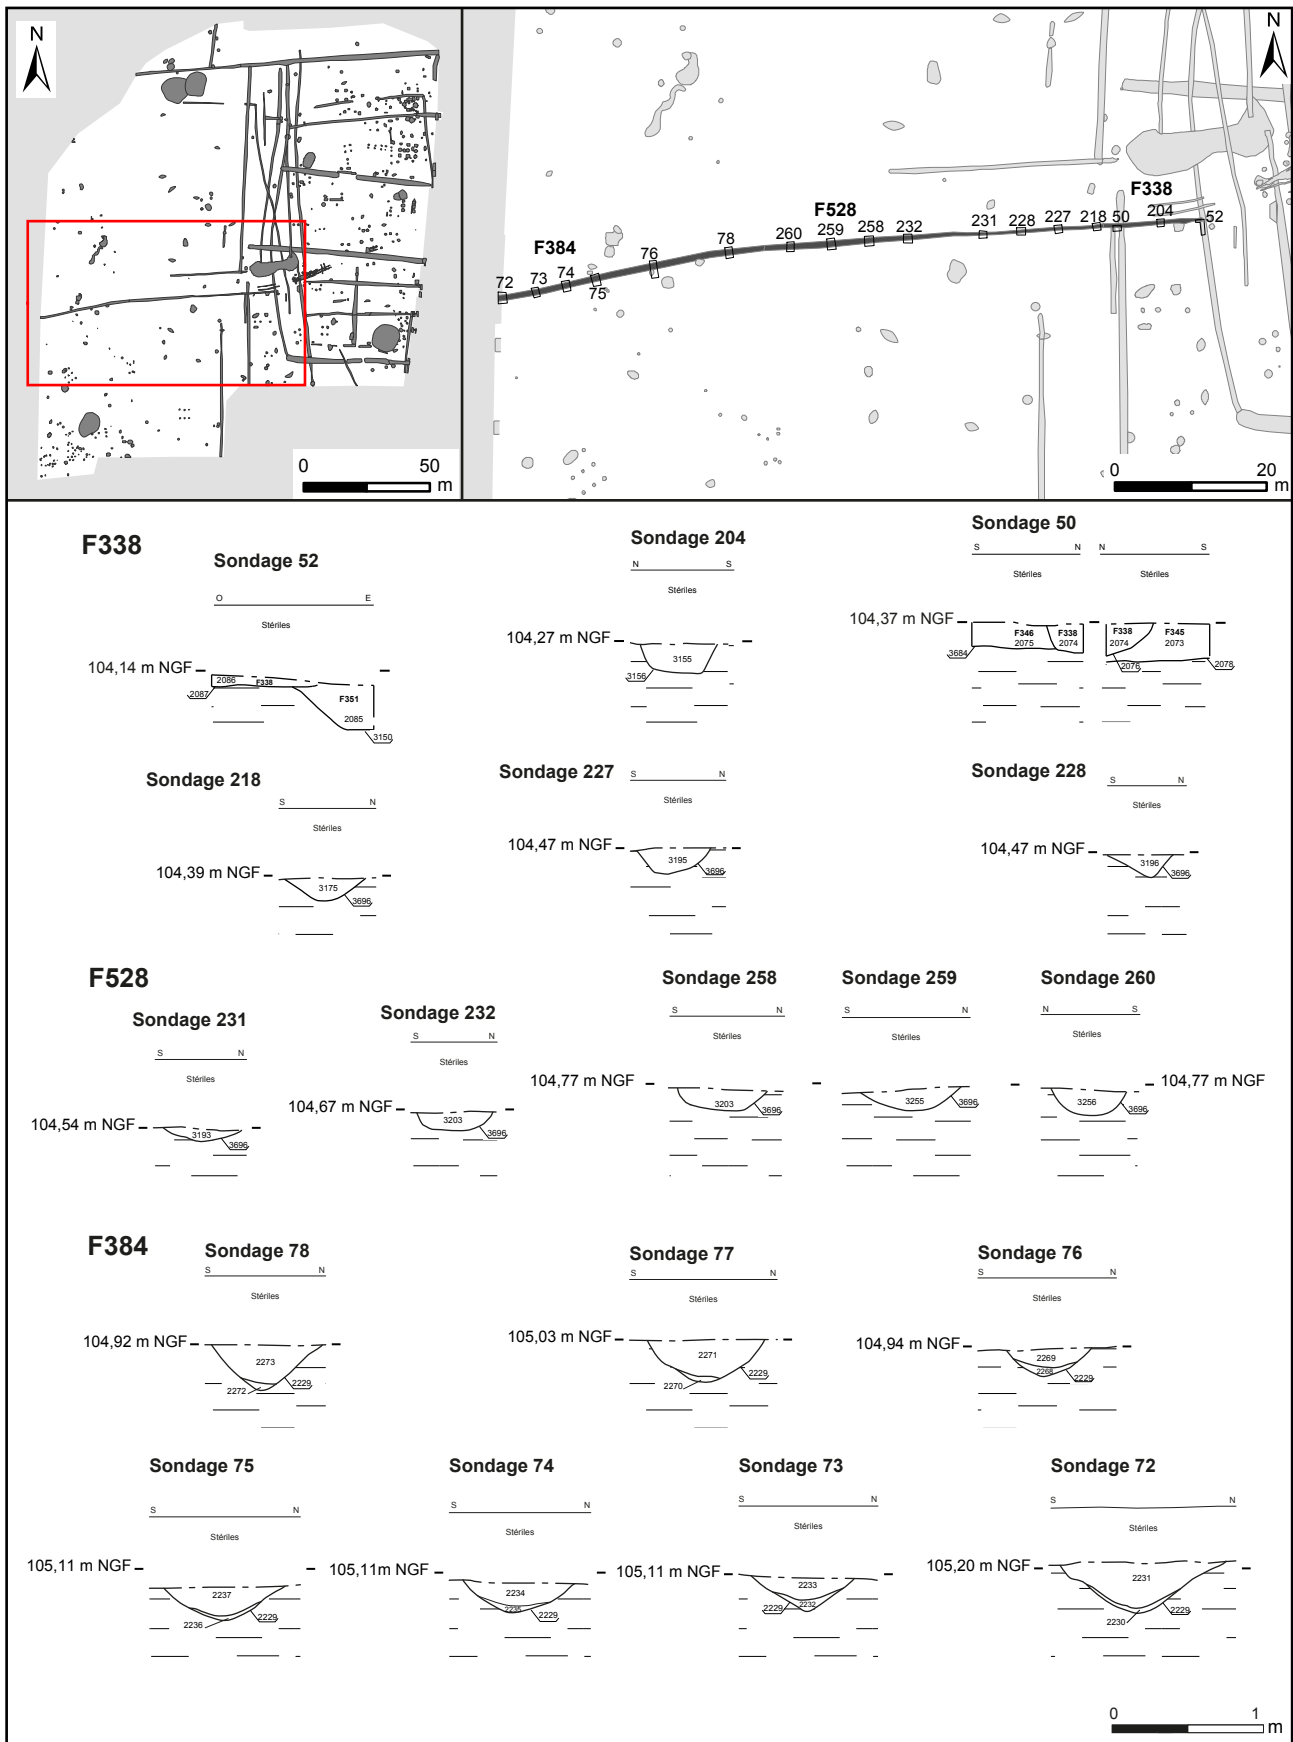 N
0 50
m
N
F384
F528
F338
72 73 74 75 76 78 260 259 258 232 231 228 227 218 50 204 52
0 20
m
F338
Sondage 52
O E
Stériles
104,14 m NGF
2086 F338
2087
F351
2085
3150
Sondage 204
N S
Stériles
104,27 m NGF
3155
3156
Sondage 50
S N N S
Stériles Stériles
104,37 m NGF
F346 F338 F338 F345
2075 2074 2074 2073
3684 2076 2078
Sondage 218
S N
Stériles
104,39 m NGF
3175
3696
Sondage 227
S N
Stériles
104,47 m NGF
3195
3696
Sondage 228
S N
Stériles
104,47 m NGF
3196
3696
F528
Sondage 231
S N
Stériles
104,54 m NGF
3193
3696
Sondage 232
S N
Stériles
104,67 m NGF
3203
3696
Sondage 258
S N
Stériles
104,77 m NGF
3203
3696
Sondage 259
S N
Stériles
3255
3696
Sondage 260
N S
Stériles
104,77 m NGF
3256
3696
F384
Sondage 78
S N
Stériles
104,92 m NGF
2273
2229
2272
Sondage 77
S N
Stériles
105,03 m NGF
2271
2229
2270
Sondage 76
S N
Stériles
104,94 m NGF
2269
2268
2229
Sondage 75
S N
Stériles
105,11 m NGF
2237
2229
2236
Sondage 74
S N
Stériles
105,11m NGF
2234
2235
2229
Sondage 73
S N
Stériles
105,11 m NGF
2233
2232
2229
Sondage 72
S N
Stériles
105,20 m NGF
2231
2229
2230
0 1
m